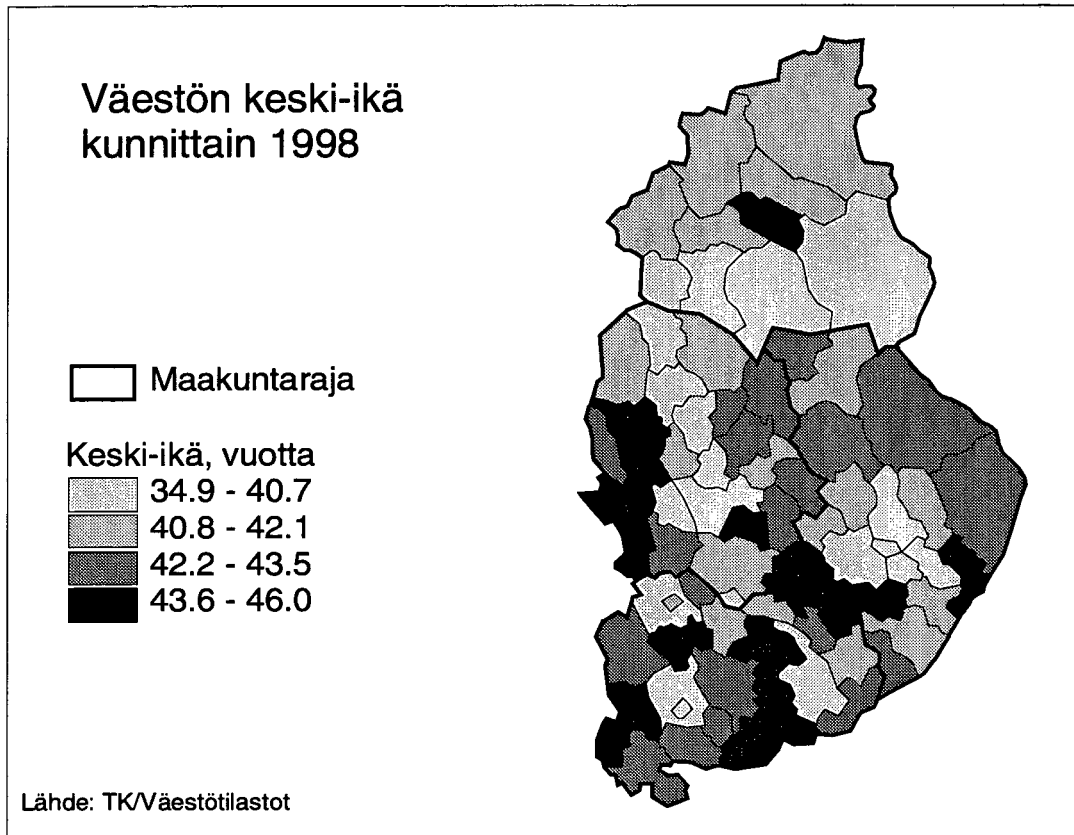 Väestön keski-ikä
kunnittain 1998
Maakuntaraja
Keski-ikä, vuotta
34.9 - 40.7
40.8 - 42.1
42.2 - 43.5
43.6 - 46.0
Lähde: TK/Väestötilastot